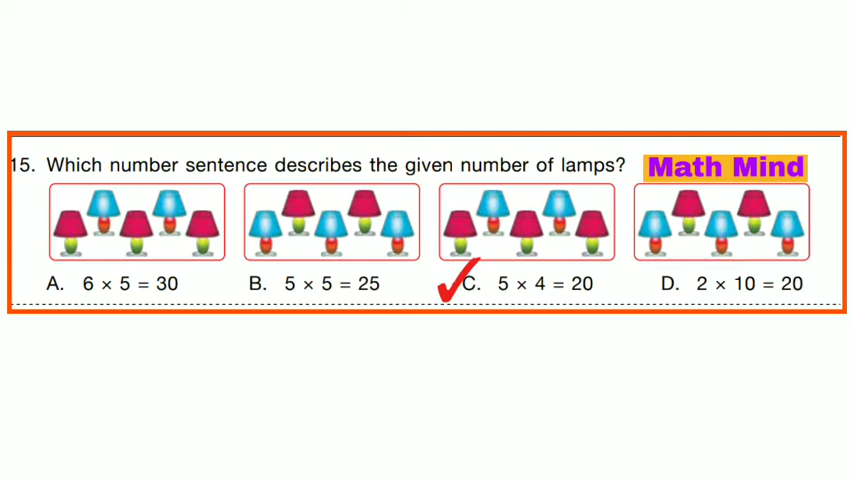 15. Which number sentence describes the given number of lamps? Math Mind
A. 6 × 5 = 30 B. 5 × 5 = 25 C. 5 × 4 = 20 D. 2 × 10 = 20